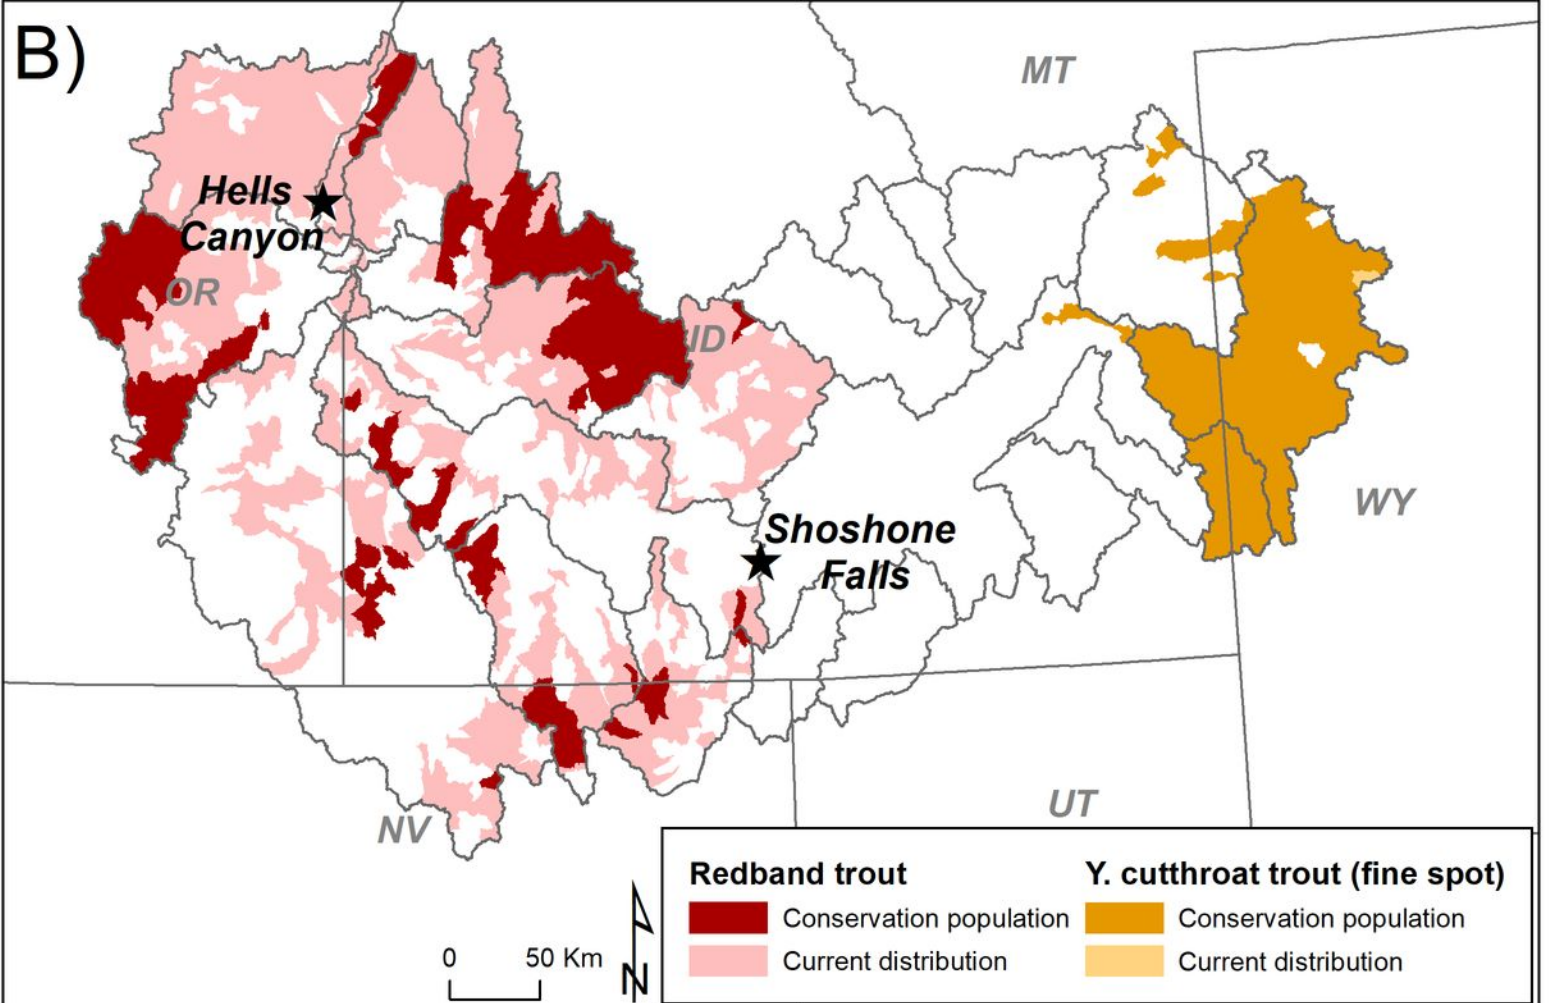 B)
MT
Hells
Canyon
OR
ID
WY
Shoshone
Falls
UT
NV
Redband trout
Conservation population
Current distribution
Y. cutthroat trout (fine spot)
Conservation population
Current distribution
0 50 Km
N